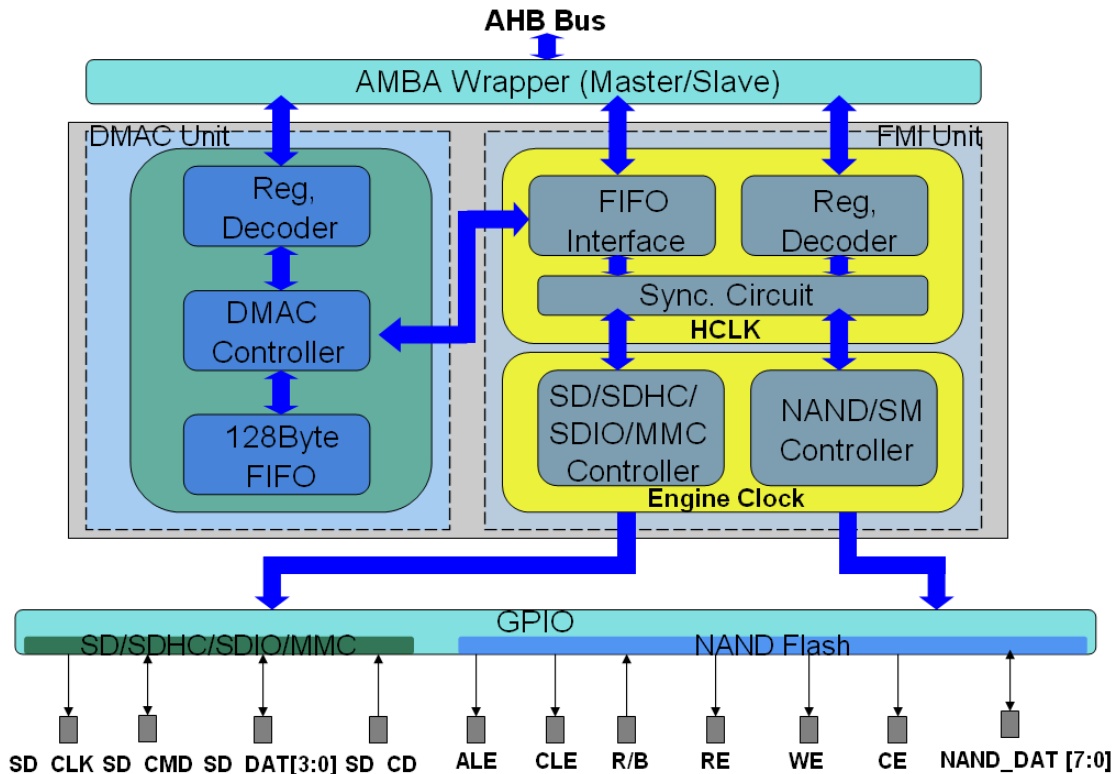 AHB Bus
AMBA Wrapper (Master/Slave)
DMAC Unit
FMI Unit
Reg,
Decoder
FIFO
Interface
Reg,
Decoder
Sync. Circuit
HCLK
DMAC
Controller
128Byte
FIFO
SD/SDHC/
SDIO/MMC
Controller
NAND/SM
Controller
Engine Clock
GPIO
SD/SDHC/SDIO/MMC
NAND Flash
SD CLK SD CMD SD DAT[3:0] SD CD ALE CLE R/B RE WE CE NAND_DAT [7:0]